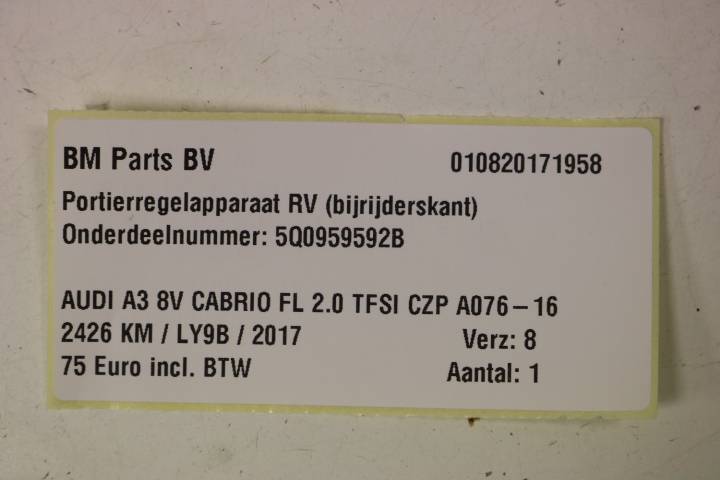 BM Parts BV 010820171958
Portierregelapparaat RV (bijrijderskant)
Onderdeelnummer: 5Q0959592B
AUDI A3 8V CABRIO FL 2.0 TFSI CZP A076-16
2426 KM / LY9B / 2017 Verz: 8
75 Euro incl. BTW Aantal: 1